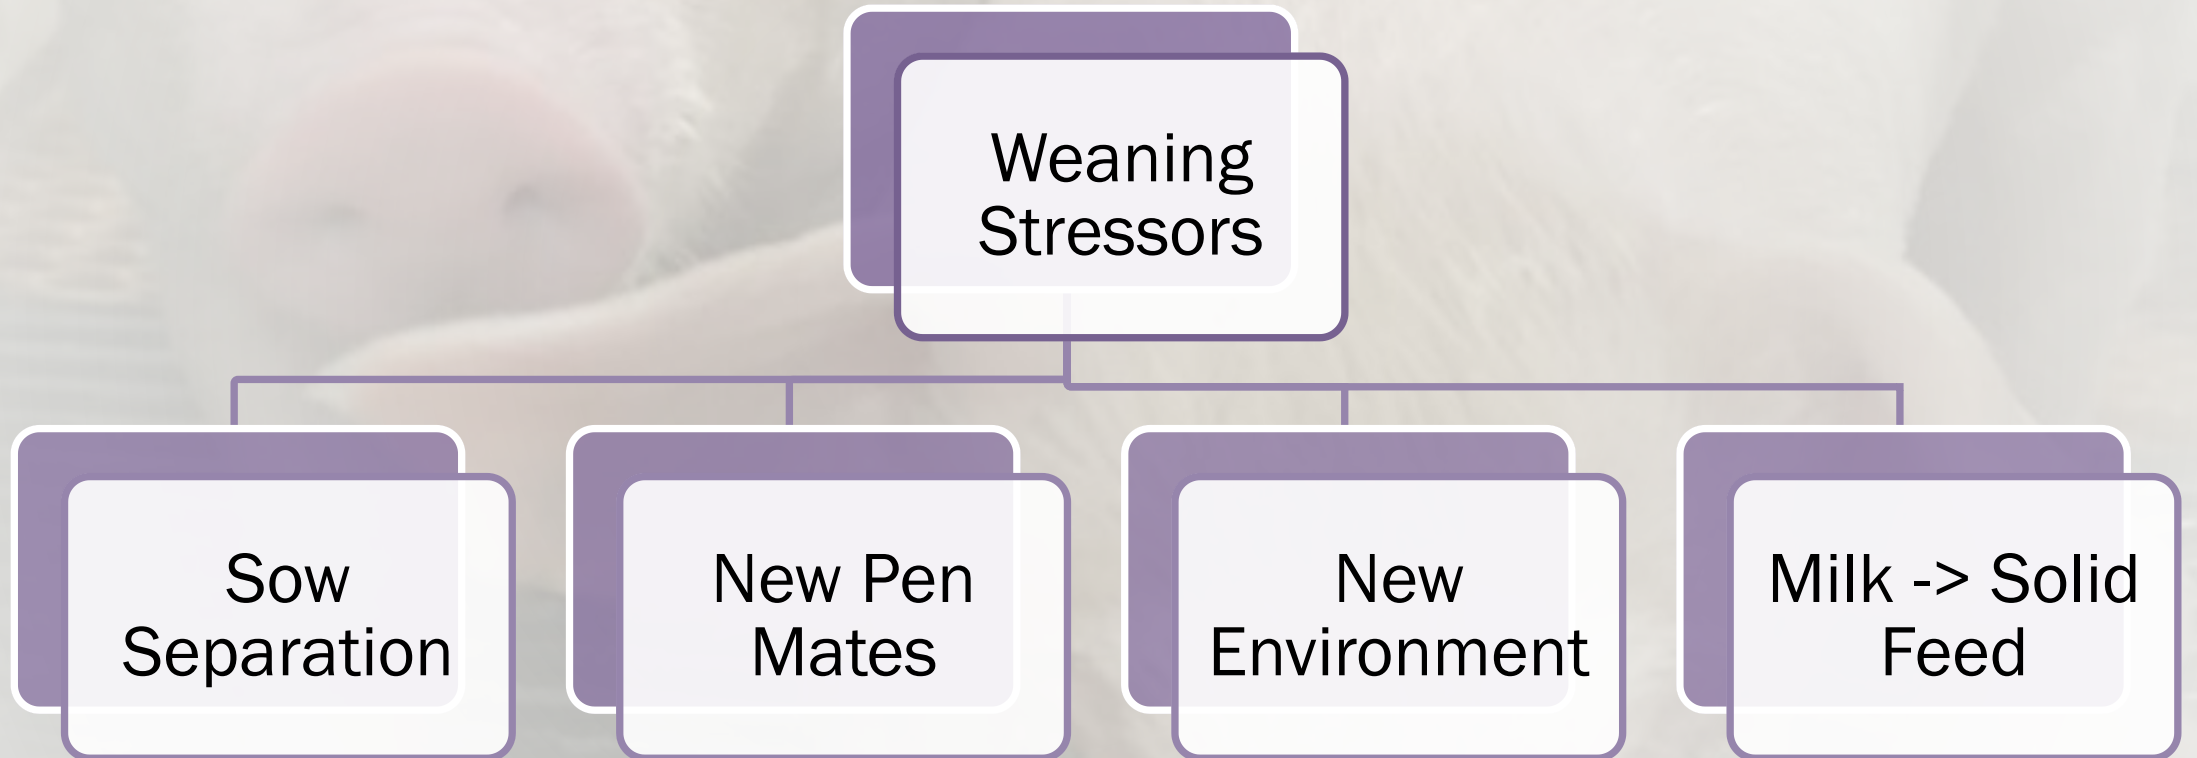 Weaning
Stressors
Sow
Separation
New Pen
Mates
New
Environment
Milk -> Solid
Feed